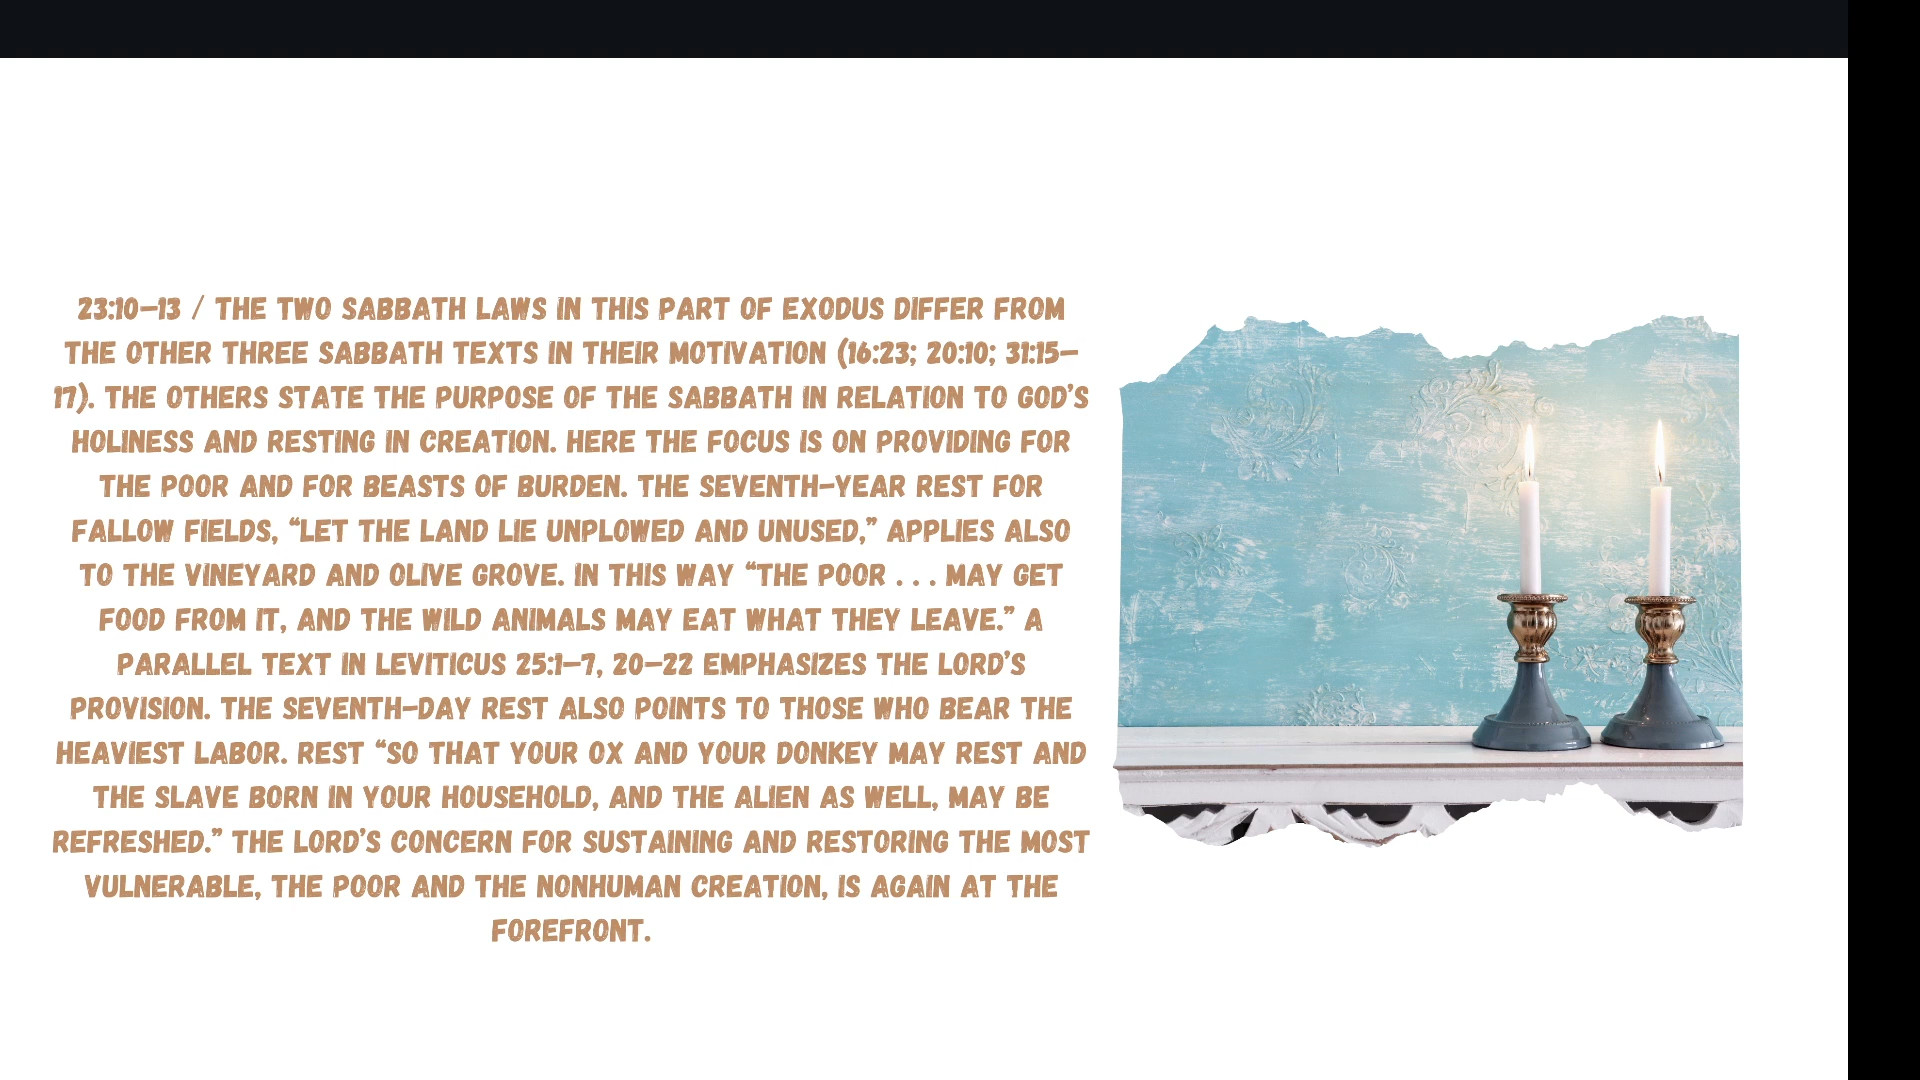 23:10–13 / THE TWO SABBATH LAWS IN THIS PART OF EXODUS DIFFER FROM
THE OTHER THREE SABBATH TEXTS IN THEIR MOTIVATION (16:23; 20:10; 31:15–
17). THE OTHERS STATE THE PURPOSE OF THE SABBATH IN RELATION TO GOD’S
HOLINESS AND RESTING IN CREATION. HERE THE FOCUS IS ON PROVIDING FOR
THE POOR AND FOR BEASTS OF BURDEN. THE SEVENTH–YEAR REST FOR
FALLOW FIELDS, “LET THE LAND LIE UNPLOWED AND UNUSED,” APPLIES ALSO
TO THE VINEYARD AND OLIVE GROVE. IN THIS WAY “THE POOR . . . MAY GET
FOOD FROM IT, AND THE WILD ANIMALS MAY EAT WHAT THEY LEAVE.” A
PARALLEL TEXT IN LEVITICUS 25:1–7, 20–22 EMPHASIZES THE LORD’S
PROVISION. THE SEVENTH–DAY REST ALSO POINTS TO THOSE WHO BEAR THE
HEAVIEST LABOR. REST “SO THAT YOUR OX AND YOUR DONKEY MAY REST AND
THE SLAVE BORN IN YOUR HOUSEHOLD, AND THE ALIEN AS WELL, MAY BE
REFRESHED.” THE LORD’S CONCERN FOR SUSTAINING AND RESTORING THE MOST
VULNERABLE, THE POOR AND THE NONHUMAN CREATION, IS AGAIN AT THE
FOREFRONT.